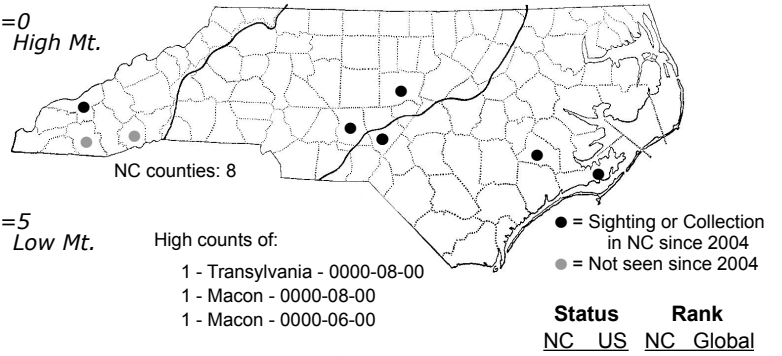 =0
High Mt.
NC counties: 8
=5
Low Mt.
High counts of:
1 - Transylvania - 0000-08-00
1 - Macon - 0000-08-00
1 - Macon - 0000-06-00
= Sighting or Collection
in NC since 2004
= Not seen since 2004
Status Rank
NC US NC Global